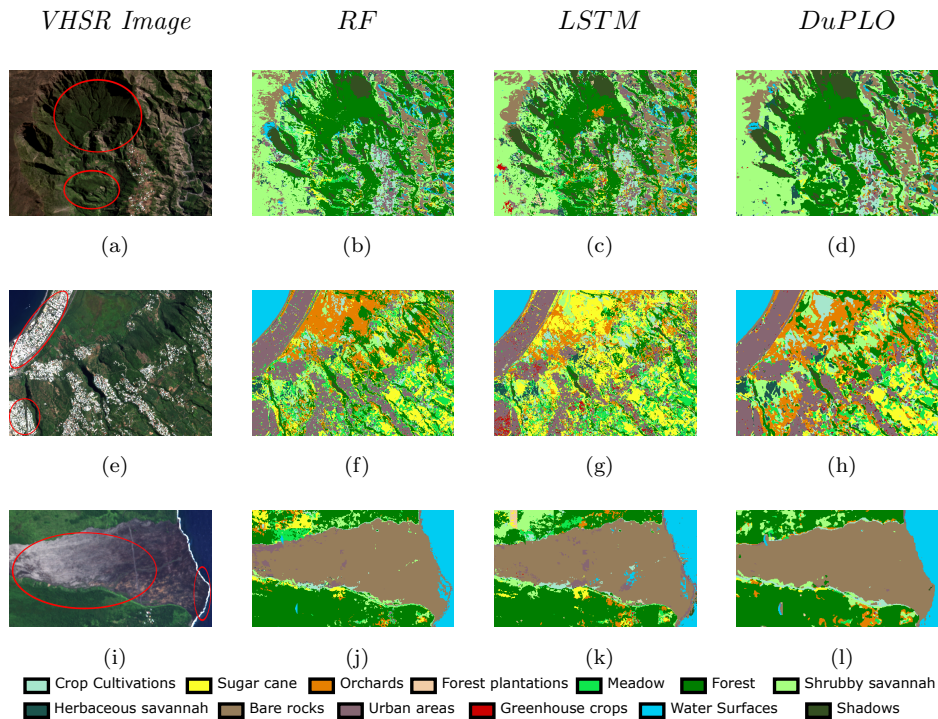 VHSR Image RF LSTM DuPLO
(a) (b) (c) (d)
(e) (f) (g) (h)
(i) (j) (k) (l)
Crop Cultivations Sugar cane Orchards Forest plantations Meadow Forest Shrubby savannah
Herbaceous savannah Bare rocks Urban areas Greenhouse crops Water Surfaces Shadows